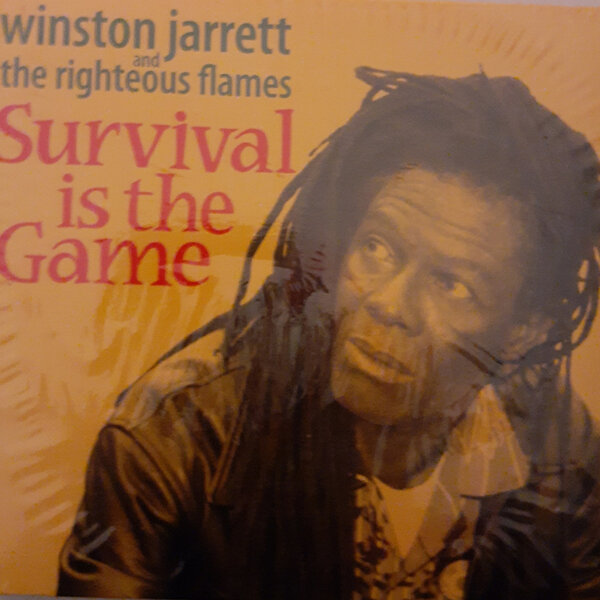 winston jarrett
and
the righteous flames
Survival
is the
Game